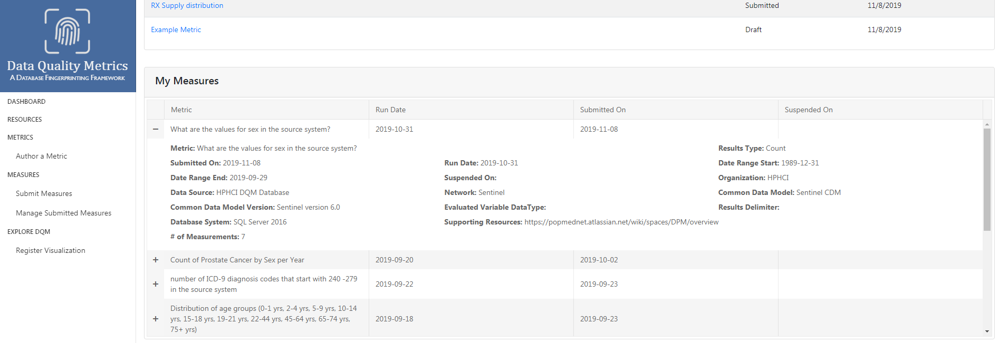 Data Quality Metrics
A Database Fingerprinting Framework
DASHBOARD
RESOURCES
METRICS
Author a Metric
MEASURES
Submit Measures
Manage Submitted Measures
EXPLORE DQM
Register Visualization
RX Supply distribution Submitted 11/8/2019
Example Metric Draft 11/8/2019
My Measures
Metric Run Date Submitted On Suspended On
− What are the values for sex in the source system? 2019-10-31 2019-11-08
Metric: What are the values for sex in the source system? Results Type: Count
Submitted On: 2019-11-08 Run Date: 2019-10-31 Date Range Start: 1989-12-31
Date Range End: 2019-09-29 Suspended On: Organization: HPHCI
Data Source: HPHCI DQM Database Network: Sentinel Common Data Model: Sentinel CDM
Common Data Model Version: Sentinel version 6.0 Evaluated Variable DataType: Results Delimiter:
Database System: SQL Server 2016 Supporting Resources: https://popmednet.atlassian.net/wiki/spaces/DPM/overview
# of Measurements: 7
+ Count of Prostate Cancer by Sex per Year 2019-09-20 2019-10-02
number of ICD-9 diagnosis codes that start with 240 -279
+ in the source system 2019-09-22 2019-09-23
Distribution of age groups (0-1 yrs, 2-4 yrs, 5-9 yrs, 10-14
+ yrs, 15-18 yrs, 19-21 yrs, 22-44 yrs, 45-64 yrs, 65-74 yrs, 2019-09-18 2019-09-23
75+ yrs)